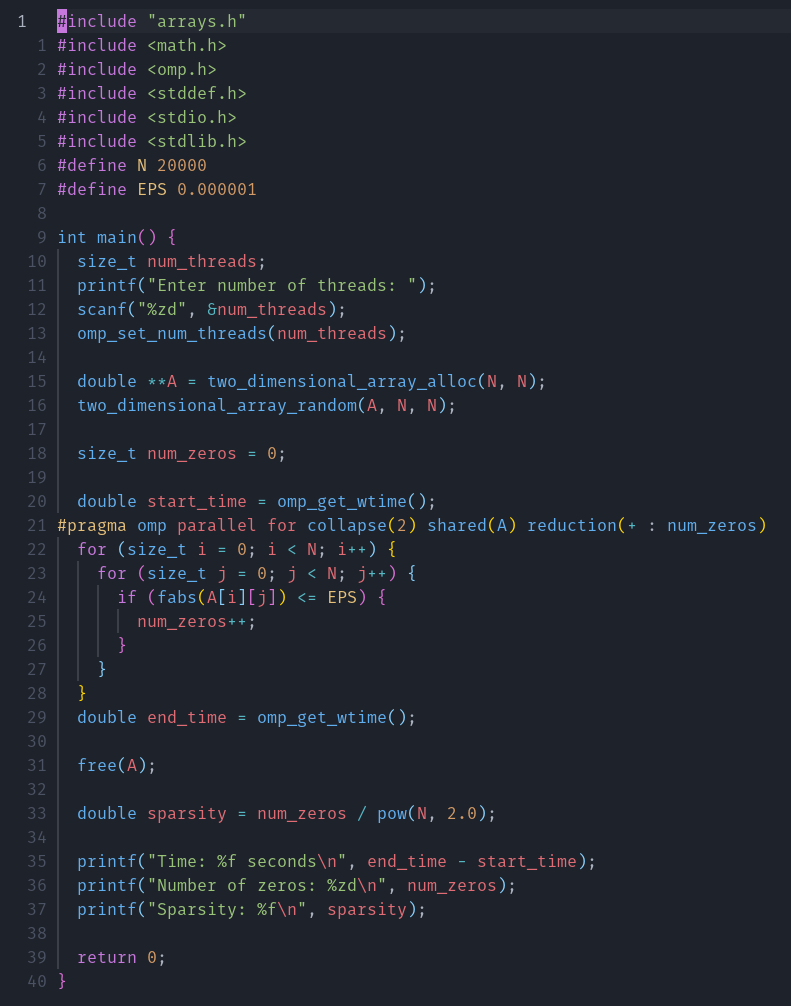 1 #include "arrays.h"
1 #include <math.h>
2 #include <omp.h>
3 #include <stddef.h>
4 #include <stdio.h>
5 #include <stdlib.h>
6 #define N 20000
7 #define EPS 0.000001
8
9 int main() {
10   size_t num_threads;
11   printf("Enter number of threads: ");
12   scanf("%zd", &num_threads);
13   omp_set_num_threads(num_threads);
14
15   double **A = two_dimensional_array_alloc(N, N);
16   two_dimensional_array_random(A, N, N);
17
18   size_t num_zeros = 0;
19
20   double start_time = omp_get_wtime();
21 #pragma omp parallel for collapse(2) shared(A) reduction(+ : num_zeros)
22   for (size_t i = 0; i < N; i++) {
23     for (size_t j = 0; j < N; j++) {
24       if (fabs(A[i][j]) <= EPS) {
25         num_zeros++;
26       }
27     }
28   }
29   double end_time = omp_get_wtime();
30
31   free(A);
32
33   double sparsity = num_zeros / pow(N, 2.0);
34
35   printf("Time: %f seconds\n", end_time - start_time);
36   printf("Number of zeros: %zd\n", num_zeros);
37   printf("Sparsity: %f\n", sparsity);
38
39   return 0;
40 }